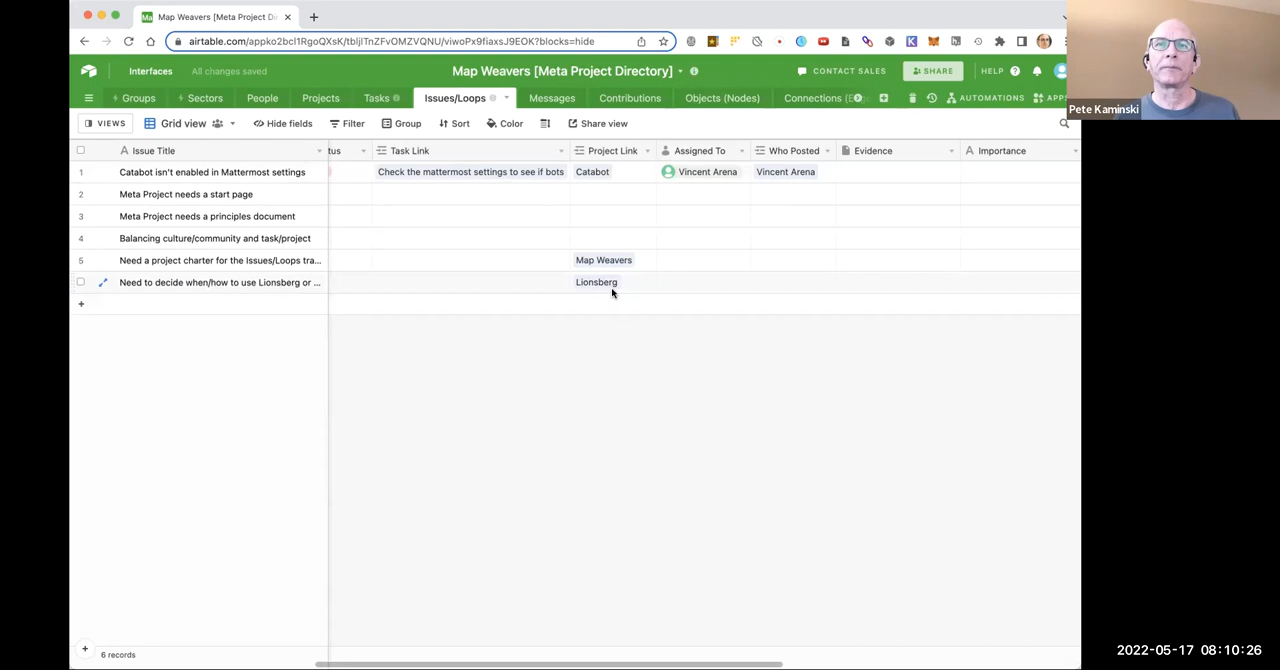 Map Weavers [Meta Project Di
airtable.com/appko2bcl1RgoQXsK/tbljlTnZFvOMZVQNU/viwoPx9fiaxsJ9EOK?blocks=hide
Interfaces
All changes saved
Map Weavers [Meta Project Directory]
CONTACT SALES
SHARE
HELP
Groups
Sectors
People
Projects
Tasks
Issues/Loops
Messages
Contributions
Objects (Nodes)
Connections (E
AUTOMATIONS
APPS
Pete Kaminski
VIEWS
Grid view
Hide fields
Filter
Group
Sort
Color
Share view
Issue Title
tus
Task Link
Project Link
Assigned To
Who Posted
Evidence
Importance
1 Catabot isn't enabled in Mattermost settings Check the mattermost settings to see if bots Catabot Vincent Arena Vincent Arena
2 Meta Project needs a start page
3 Meta Project needs a principles document
4 Balancing culture/community and task/project
5 Need a project charter for the Issues/Loops tra... Map Weavers
Need to decide when/how to use Lionsberg or ... Lionsberg
+
+ 6 records
2022-05-17 08:10:26